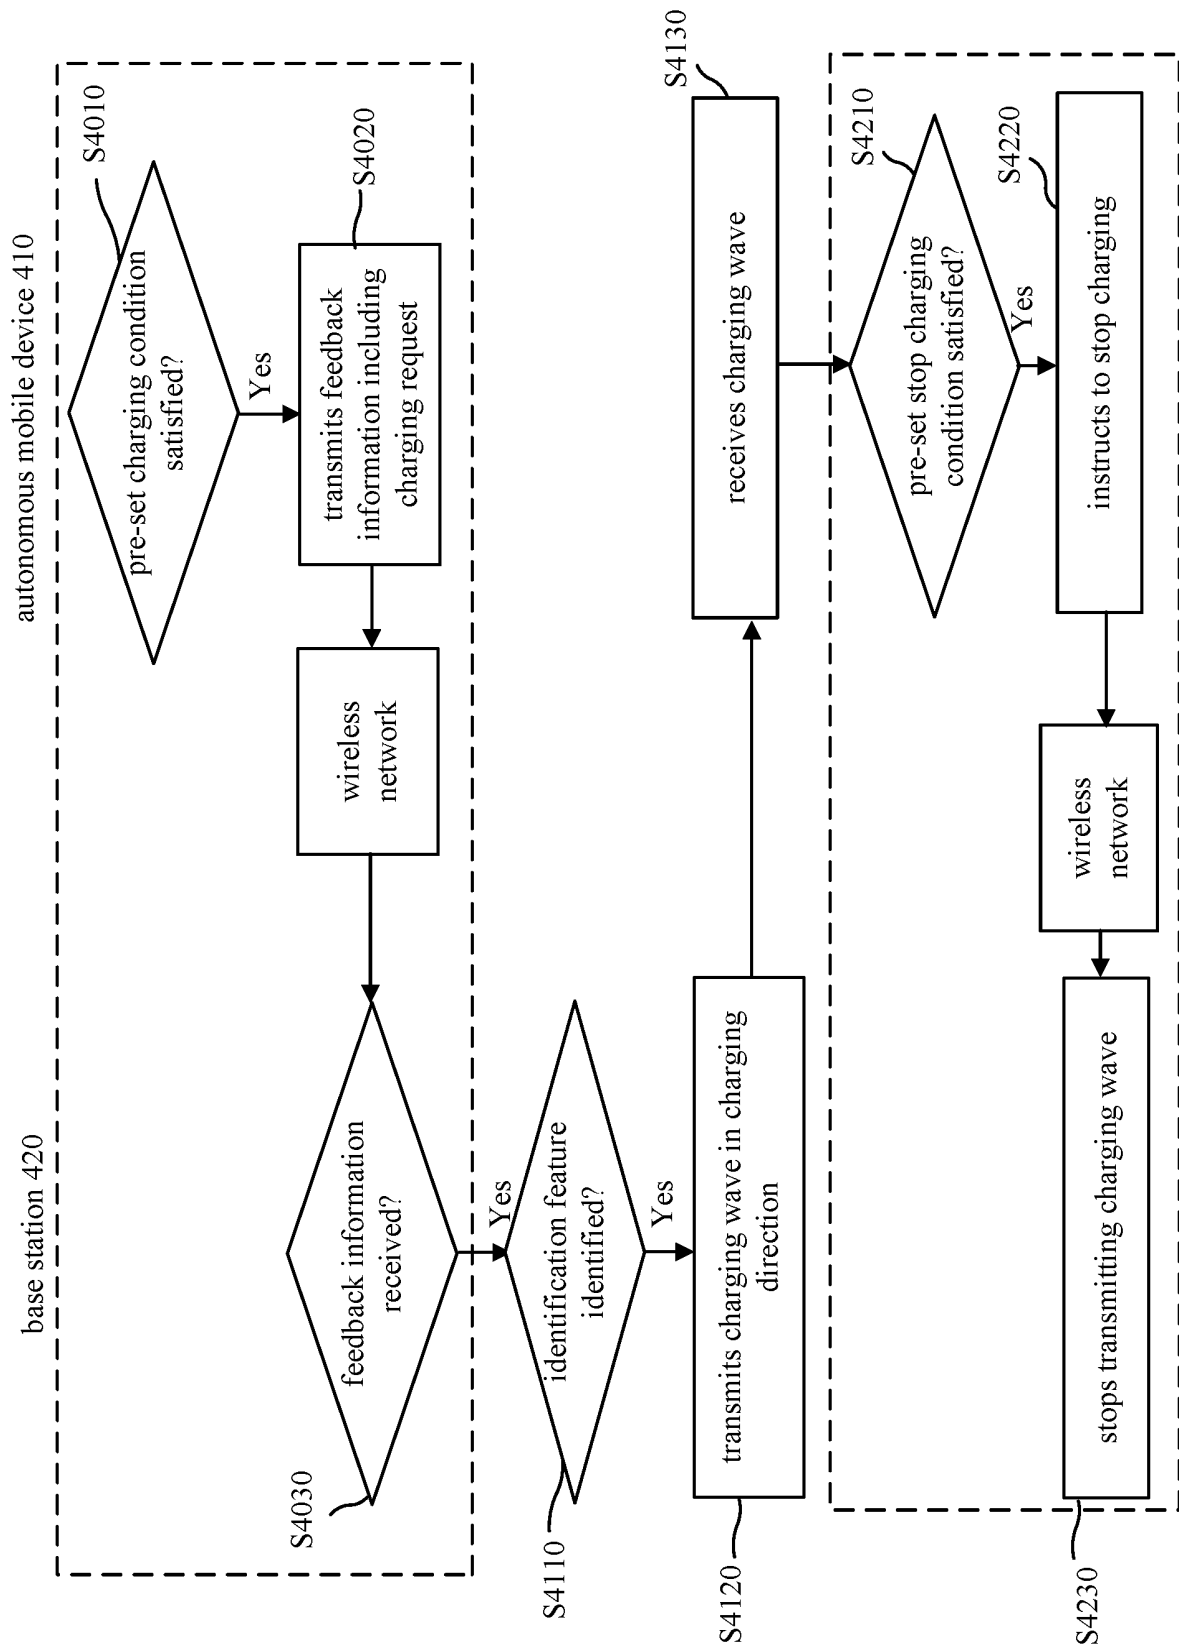 base station 420
autonomous mobile device 410
S4010
pre-set charging condition
satisfied?
Yes
S4020
transmits feedback
information including
charging request
wireless
network
S4030
feedback information
received?
Yes
S4110
identification feature
identified?
Yes
S4120
transmits charging wave in charging
direction
S4130
receives charging wave
S4210
pre-set stop charging
condition satisfied?
Yes
S4220
instructs to stop charging
wireless
network
S4230
stops transmitting charging wave